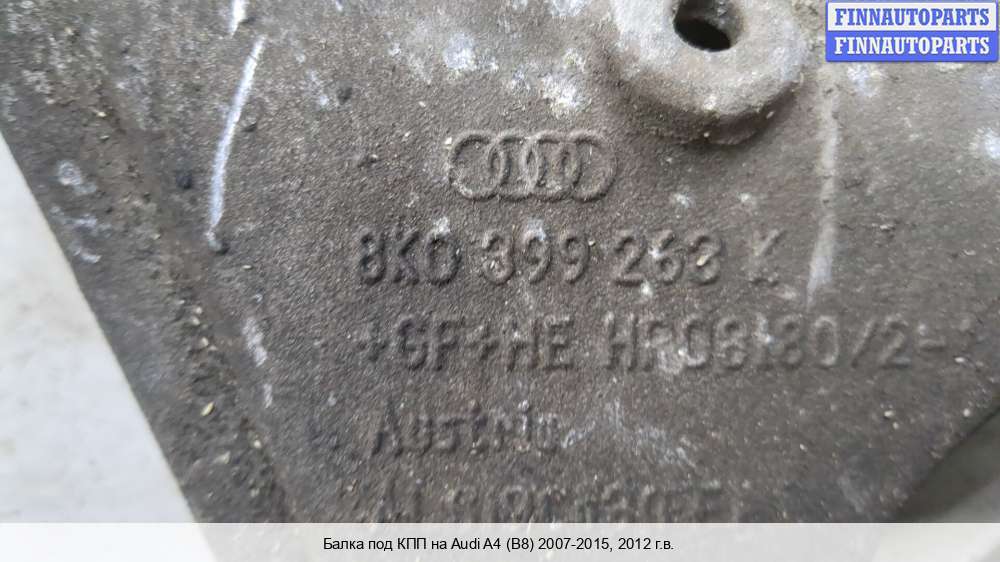 FINNAUTOPARTS
FINNAUTOPARTS
8K0 399 263 K
+GF+HE HP08180/2-
Austria
Балка под КПП на Audi A4 (B8) 2007-2015, 2012 г.в.